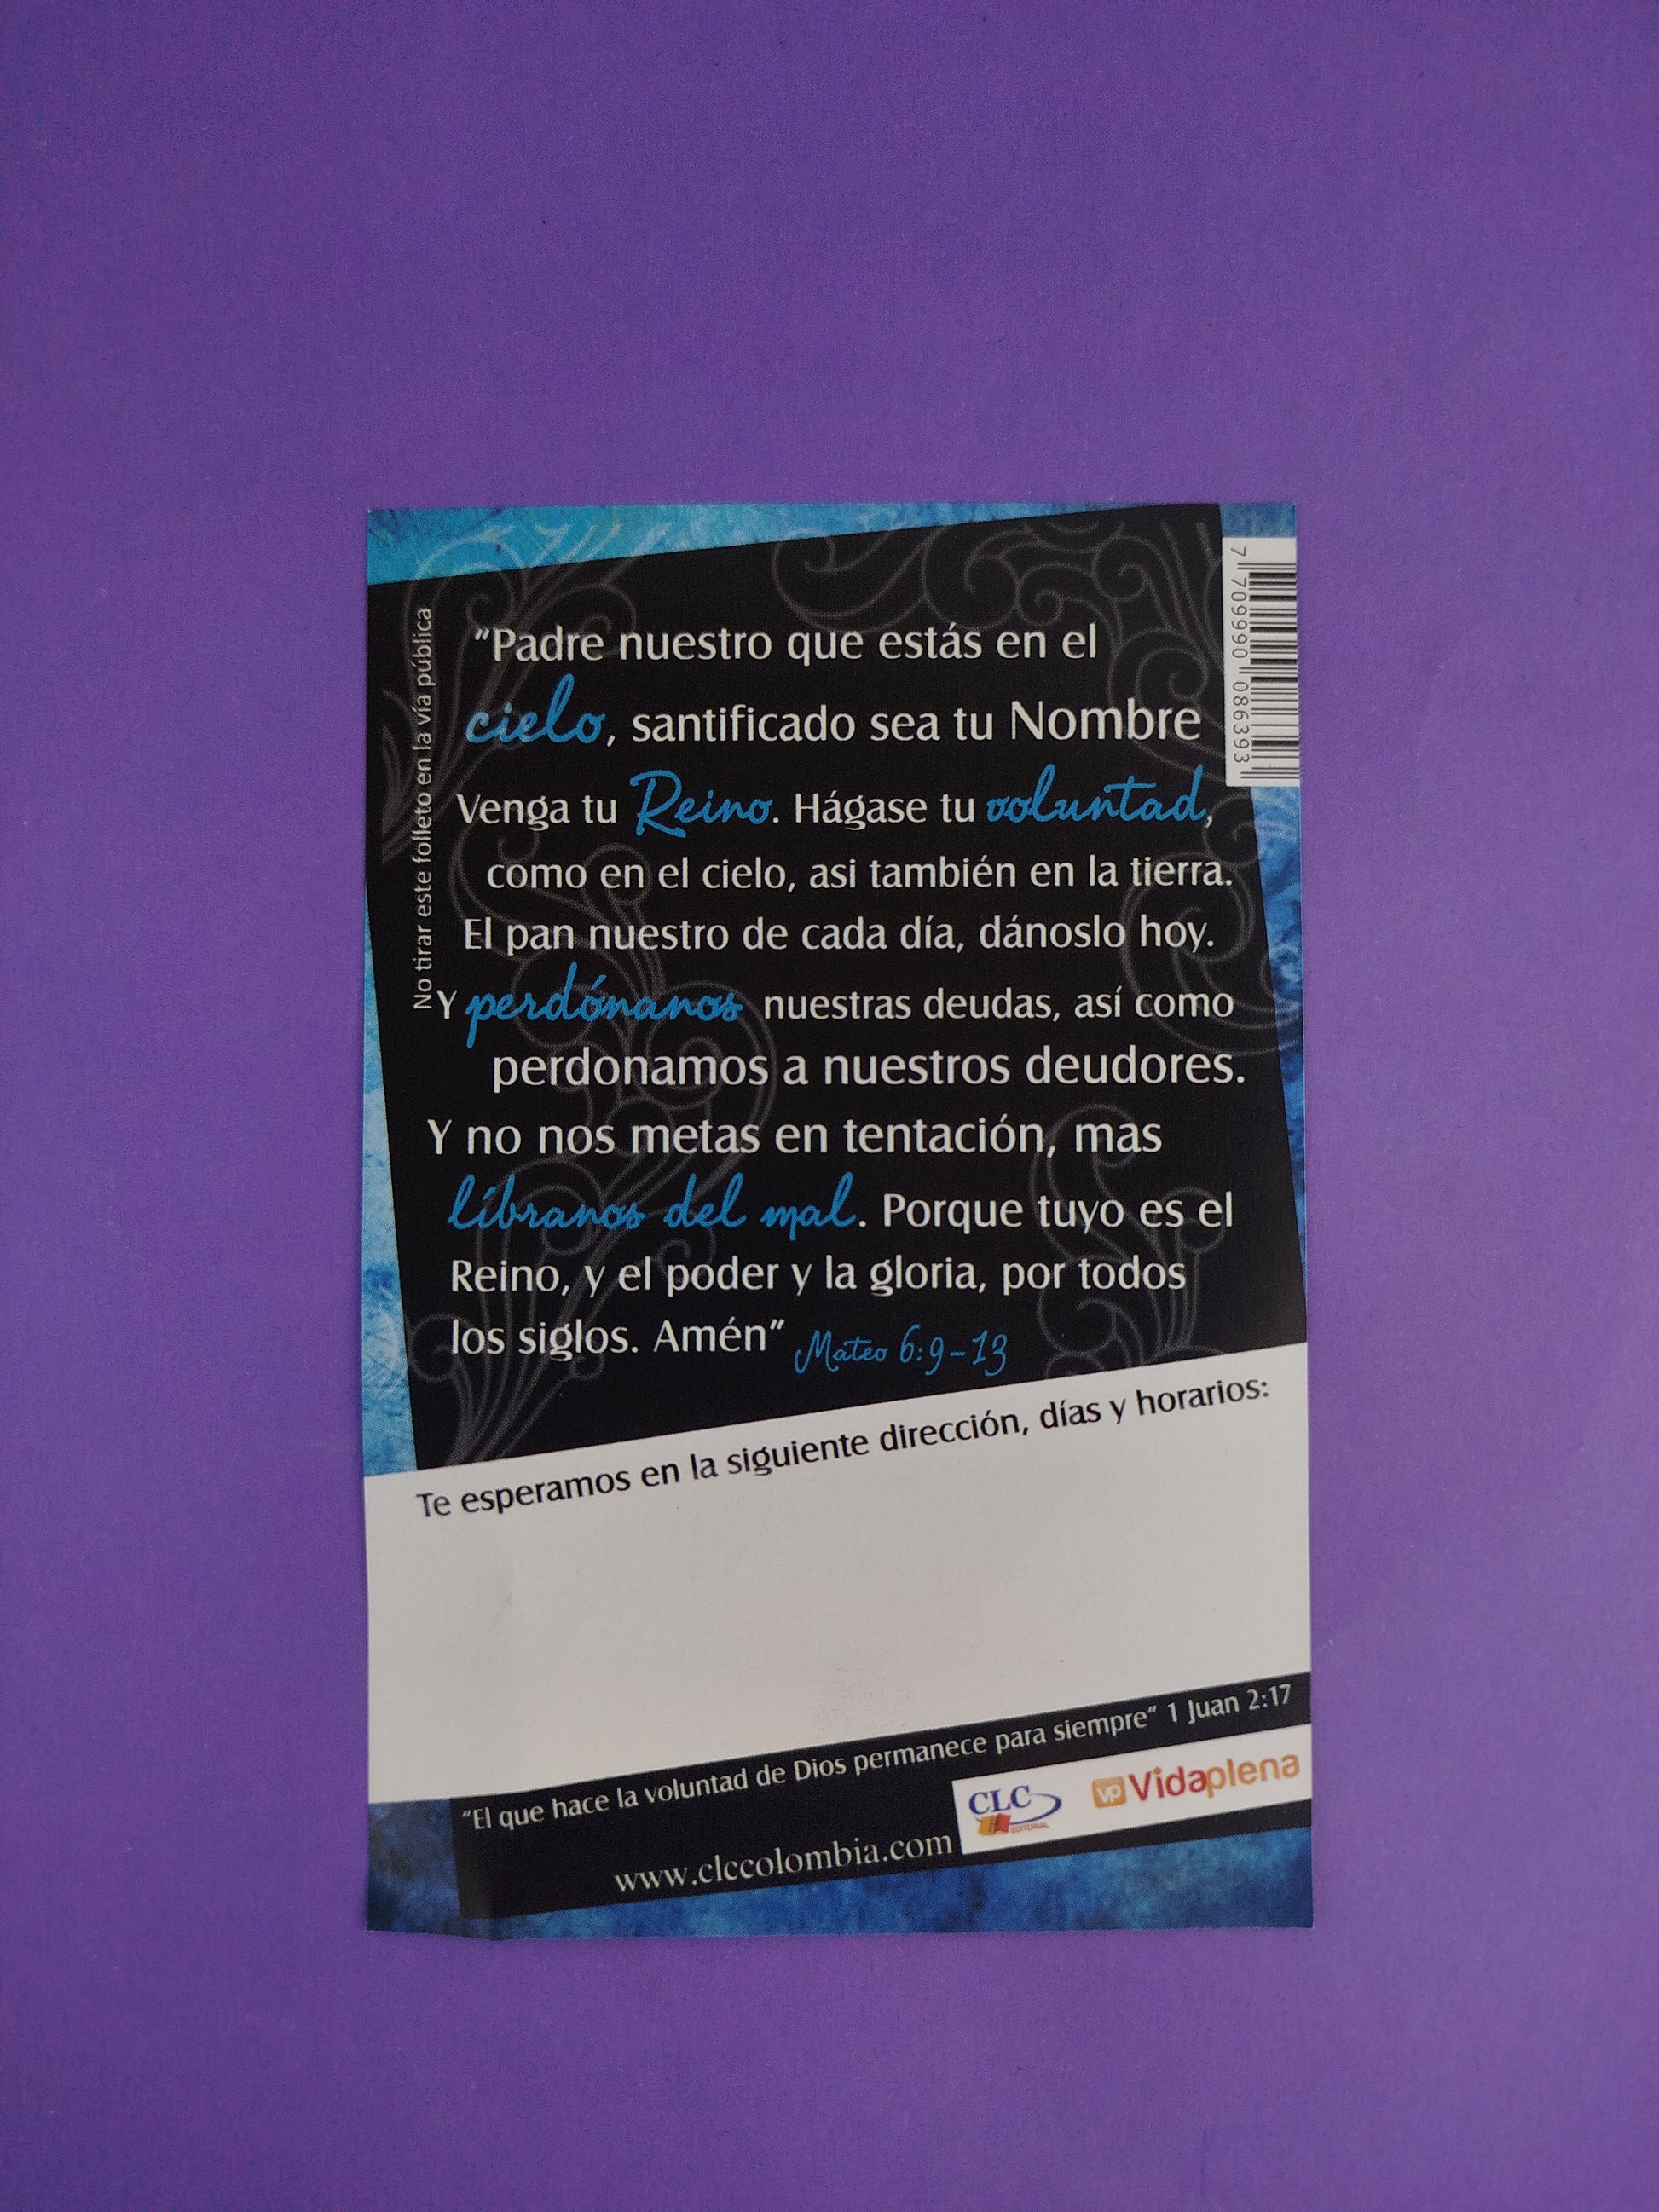 "Padre nuestro que estás en el
cielo, santificado sea tu Nombre
Venga tu Reino. Hágase tu voluntad,
como en el cielo, asi también en la tierra.
El pan nuestro de cada día, dánoslo hoy.
Y perdónanos nuestras deudas, así como
perdonamos a nuestros deudores.
Y no nos metas en tentación, mas
líbranos del mal. Porque tuyo es el
Reino, y el poder y la gloria, por todos
los siglos. Amén" Mateo 6:9-13
No tirar este folleto en la vía pública
7 709990 086393
Te esperamos en la siguiente dirección, días y horarios:
"El que hace la voluntad de Dios permanece para siempre" 1 Juan 2:17
www.clccolombia.com
CLC
EDITORIAL
VP Vidaplena